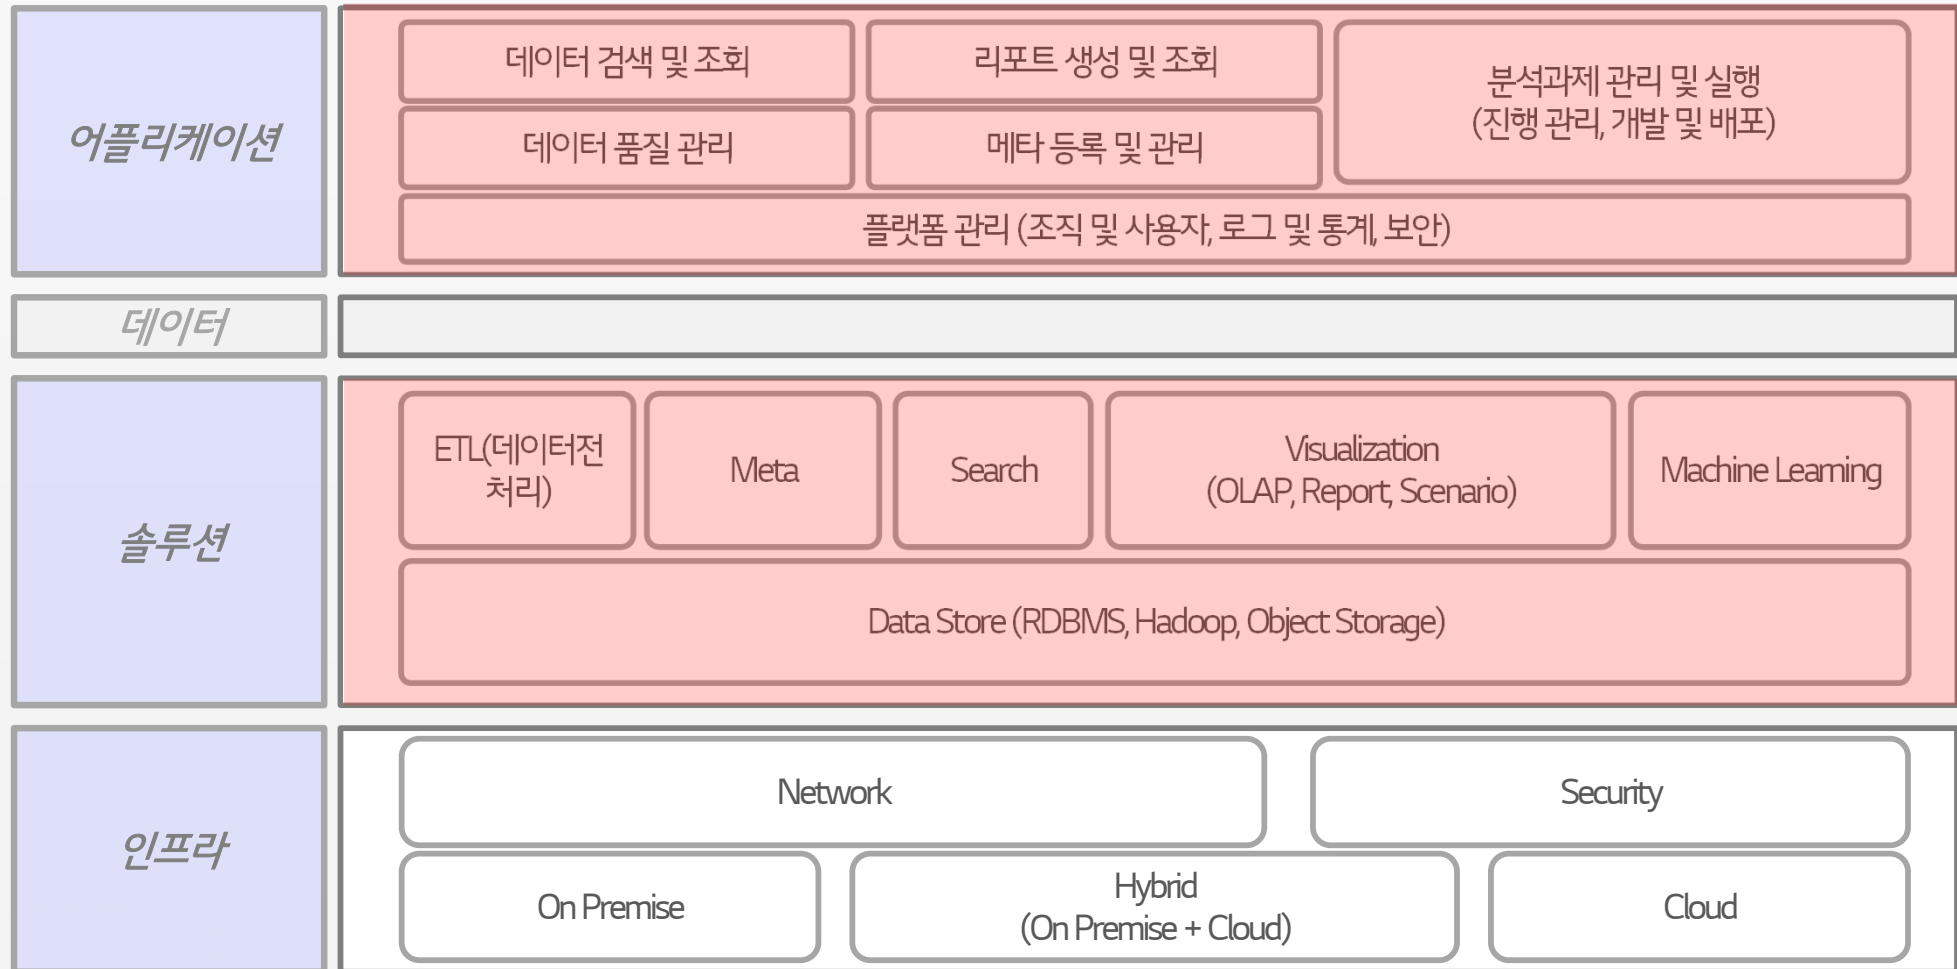 어플리케이션
데이터 검색 및 조회
리포트 생성 및 조회
분석과제 관리 및 실행
(진행 관리, 개발 및 배포)
데이터 품질 관리
메타 등록 및 관리
플랫폼 관리 (조직 및 사용자, 로그 및 통계, 보안)
데이터
솔루션
ETL(데이터전
처리)
Meta
Search
Visualization
(OLAP, Report, Scenario)
Machine Learning
Data Store (RDBMS, Hadoop, Object Storage)
인프라
Network
Security
On Premise
Hybrid
(On Premise + Cloud)
Cloud